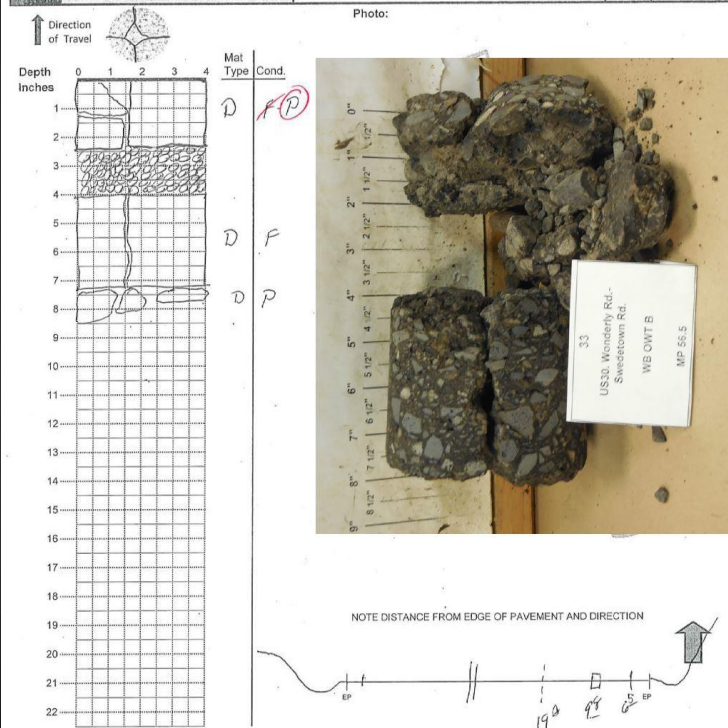 Photo:
Direction
of Travel
Mat
Type Cond.
Depth
Inches
0 1 2 3 4
1
2
3
4
5
6
7
8
9
10
11
12
13
14
15
16
17
18
19
20
21
22
D F P
D F
D P
0"
1/2"
1"
1 1/2"
2"
2 1/2"
3"
3 1/2"
4"
4 1/2"
5"
5 1/2"
6"
6 1/2"
7"
7 1/2"
8"
8 1/2"
9"
33
US30. Wonderly Rd.-
Swedetown Rd.
WB OWT B
MP 56.5
NOTE DISTANCE FROM EDGE OF PAVEMENT AND DIRECTION
EP
EP